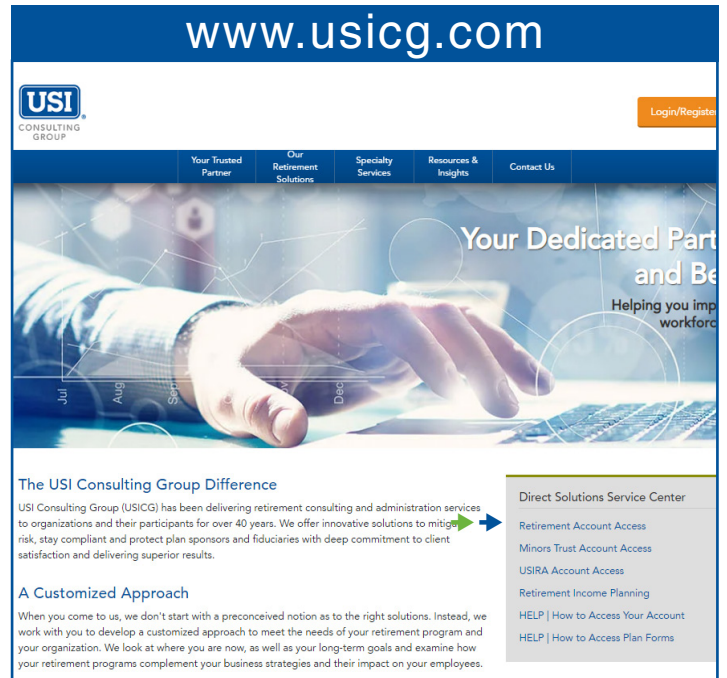 www.usicg.com
USI
CONSULTING
GROUP
Login/Register
Your Trusted
Partner
Our
Retirement
Solutions
Specialty
Services
Resources &
Insights
Contact Us
Your Dedicated Part
and Be
Helping you imp
workforc
Jul
Aug
Sep
Dec
The USI Consulting Group Difference
USI Consulting Group (USICG) has been delivering retirement consulting and administration services
to organizations and their participants for over 40 years. We offer innovative solutions to mitigate
risk, stay compliant and protect plan sponsors and fiduciaries with deep commitment to client
satisfaction and delivering superior results.
A Customized Approach
When you come to us, we don't start with a preconceived notion as to the right solutions. Instead, we
work with you to develop a customized approach to meet the needs of your retirement program and
your organization. We look at where you are now, as well as your long-term goals and examine how
your retirement programs complement your business strategies and their impact on your employees.
Direct Solutions Service Center
Retirement Account Access
Minors Trust Account Access
USIRA Account Access
Retirement Income Planning
HELP | How to Access Your Account
HELP | How to Access Plan Forms